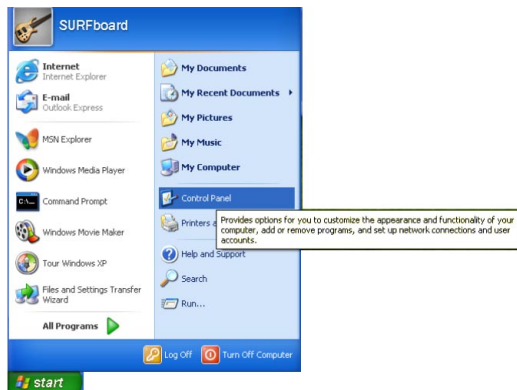 SURFboard
Internet
Internet Explorer
E-mail
Outlook Express
MSN Explorer
Windows Media Player
C:\
Command Prompt
Windows Movie Maker
Tour Windows XP
Files and Settings Transfer
Wizard
All Programs
My Documents
My Recent Documents
My Pictures
My Music
My Computer
Control Panel
Printers a
Provides options for you to customize the appearance and functionality of your
computer, add or remove programs, and set up network connections and user
accounts.
Help and Support
Search
Run...
Log Off
Turn Off Computer
start